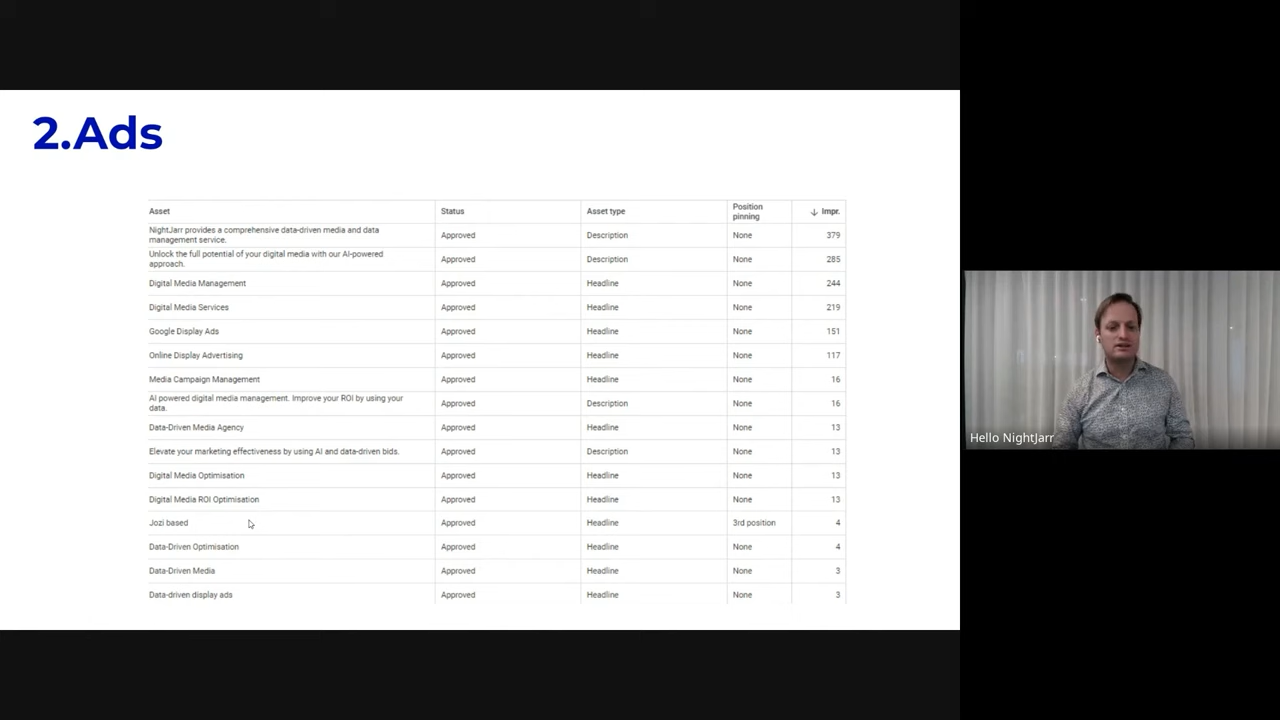 2.Ads
Asset Status Asset type Position pinning ↓ Impr.
NightJarr provides a comprehensive data-driven media and data
management service. Approved Description None 379
Unlock the full potential of your digital media with our AI-powered
approach. Approved Description None 285
Digital Media Management Approved Headline None 244
Digital Media Services Approved Headline None 219
Google Display Ads Approved Headline None 151
Online Display Advertising Approved Headline None 117
Media Campaign Management Approved Headline None 16
AI powered digital media management. Improve your ROI by using your
data. Approved Description None 16
Data-Driven Media Agency Approved Headline None 13
Elevate your marketing effectiveness by using AI and data-driven bids. Approved Description None 13
Digital Media Optimisation Approved Headline None 13
Digital Media ROI Optimisation Approved Headline None 13
Jozi based Approved Headline 3rd position 4
Data-Driven Optimisation Approved Headline None 4
Data-Driven Media Approved Headline None 3
Data-driven display ads Approved Headline None 3
Hello NightJarr